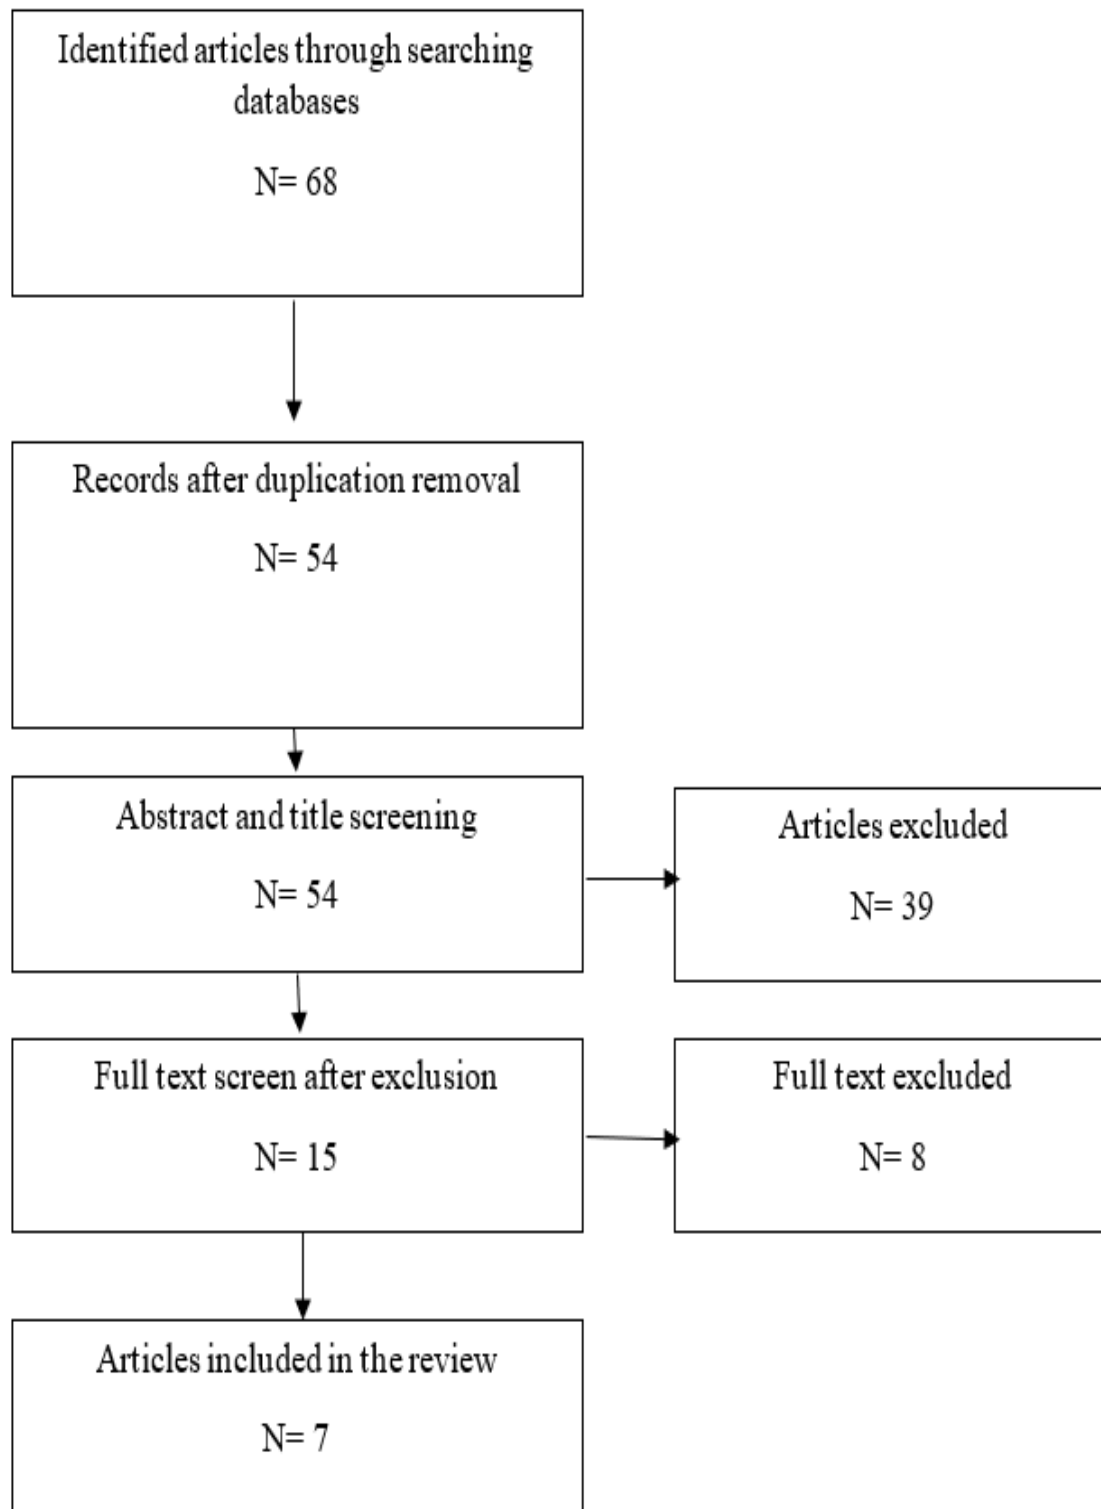 Identified articles through searching
databases
N= 68
Records after duplication removal
N= 54
Abstract and title screening
N= 54
Articles excluded
N= 39
Full text screen after exclusion
N= 15
Full text excluded
N= 8
Articles included in the review
N= 7